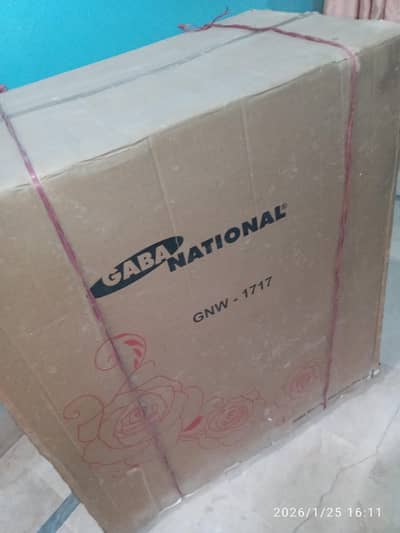 GABA NATIONAL®
GNW - 1717
2026/1/25 16:11